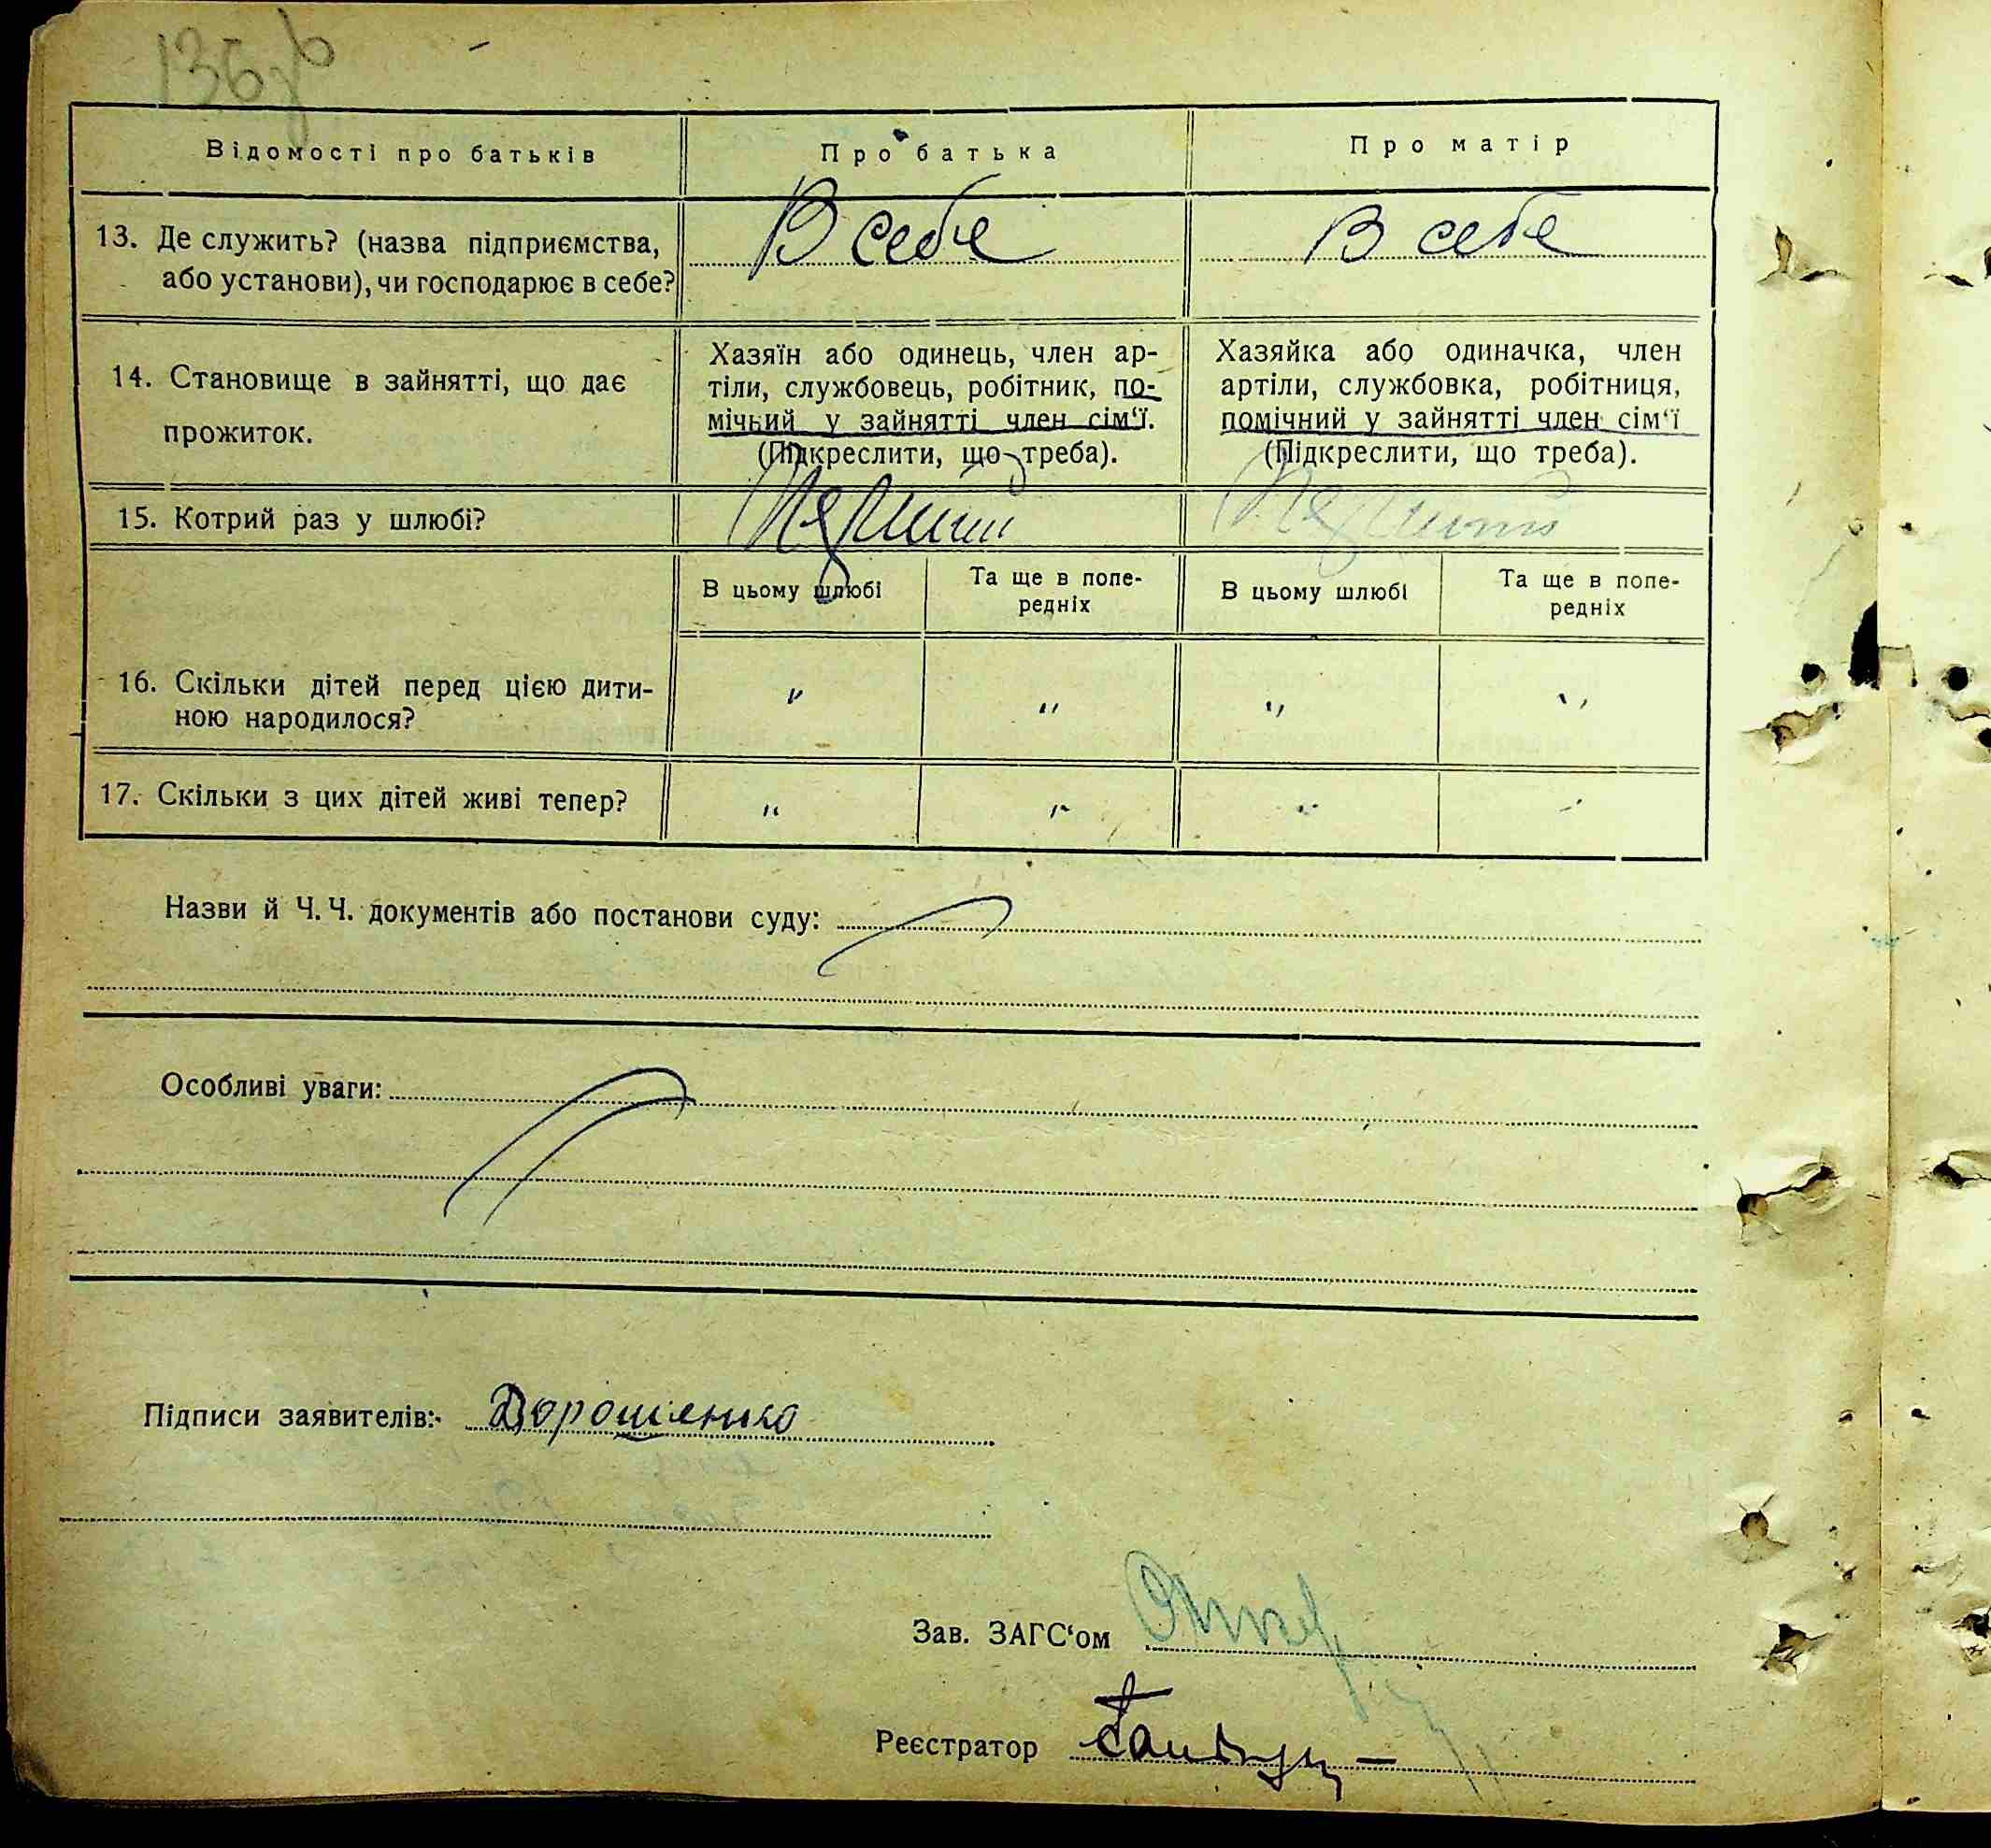 Відомості про батьків
Про батька
Про матір
13. Де служить? (назва підприємства,
або установи), чи господарює в себе?
В себе
В себе
14. Становище в зайнятті, що дає
прожиток.
Хазяїн або одинець, член ар-
тіли, службовець, робітник, по-
мічний у зайнятті член сім‘ї.
(Підкреслити, що треба).
Хазяйка або одиначка, член
артіли, службовка, робітниця,
помічний у зайнятті член сім‘ї
(Підкреслити, що треба).
15. Котрий раз у шлюбі?
В цьому шлюбі
Та ще в попе-
редніх
В цьому шлюбі
Та ще в попе-
редніх
16. Скільки дітей перед цією дити-
ною народилося?
"
"
"
"
17. Скільки з цих дітей живі тепер?
"
"
"
"
Назви й Ч. Ч. документів або постанови суду:
Особливі уваги:
Підписи заявителів: Дорошенко
Зав. ЗАГС‘ом
Реєстратор